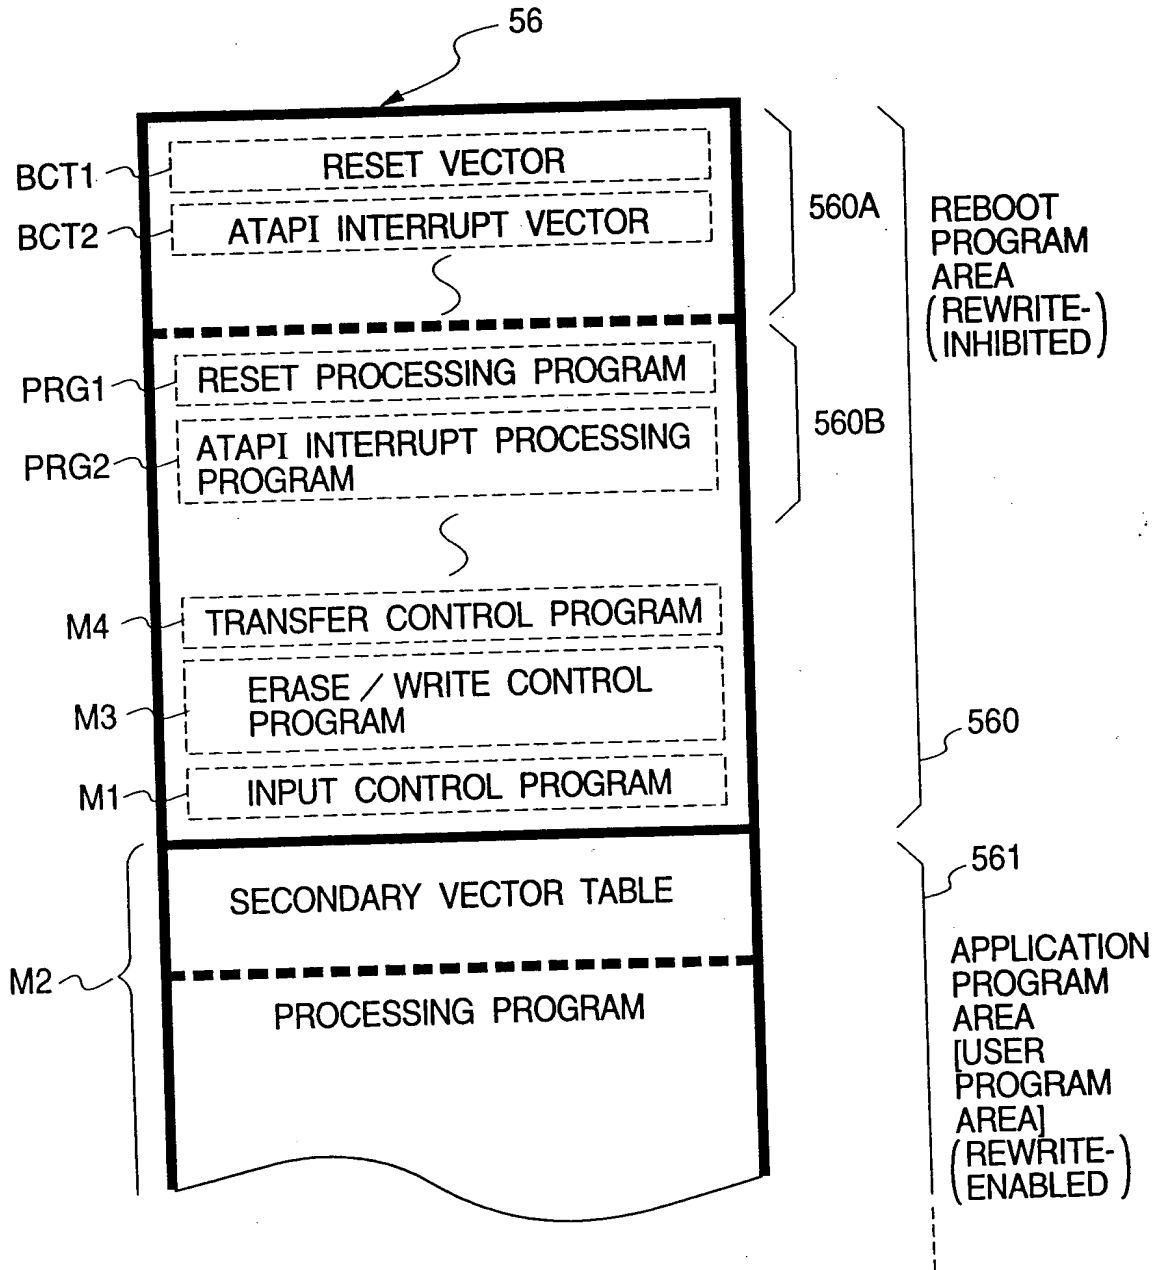 56
BCT1
RESET VECTOR
BCT2
ATAPI INTERRUPT VECTOR
560A
REBOOT
PROGRAM
AREA
(REWRITE-
INHIBITED)
PRG1
RESET PROCESSING PROGRAM
PRG2
ATAPI INTERRUPT PROCESSING
PROGRAM
560B
M4
TRANSFER CONTROL PROGRAM
M3
ERASE / WRITE CONTROL
PROGRAM
M1
INPUT CONTROL PROGRAM
560
561
M2
SECONDARY VECTOR TABLE
PROCESSING PROGRAM
APPLICATION
PROGRAM
AREA
[USER
PROGRAM
AREA]
(REWRITE-
ENABLED)